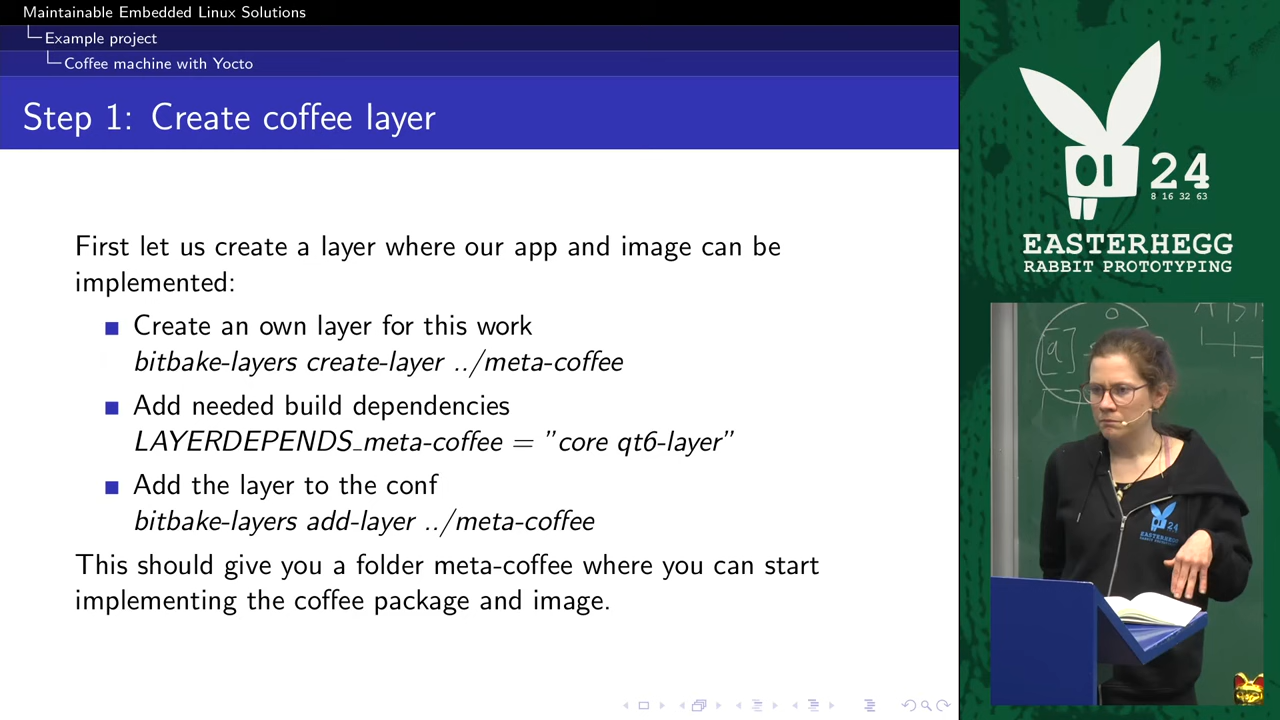 Maintainable Embedded Linux Solutions
Example project
Coffee machine with Yocto
Step 1: Create coffee layer
First let us create a layer where our app and image can be
implemented:
Create an own layer for this work
bitbake-layers create-layer ../meta-coffee
Add needed build dependencies
LAYERDEPENDS_meta-coffee = ”core qt6-layer”
Add the layer to the conf
bitbake-layers add-layer ../meta-coffee
This should give you a folder meta-coffee where you can start
implementing the coffee package and image.
24
8 16 32 63
EASTERHEGG
RABBIT PROTOTYPING
24
EASTERHEGG